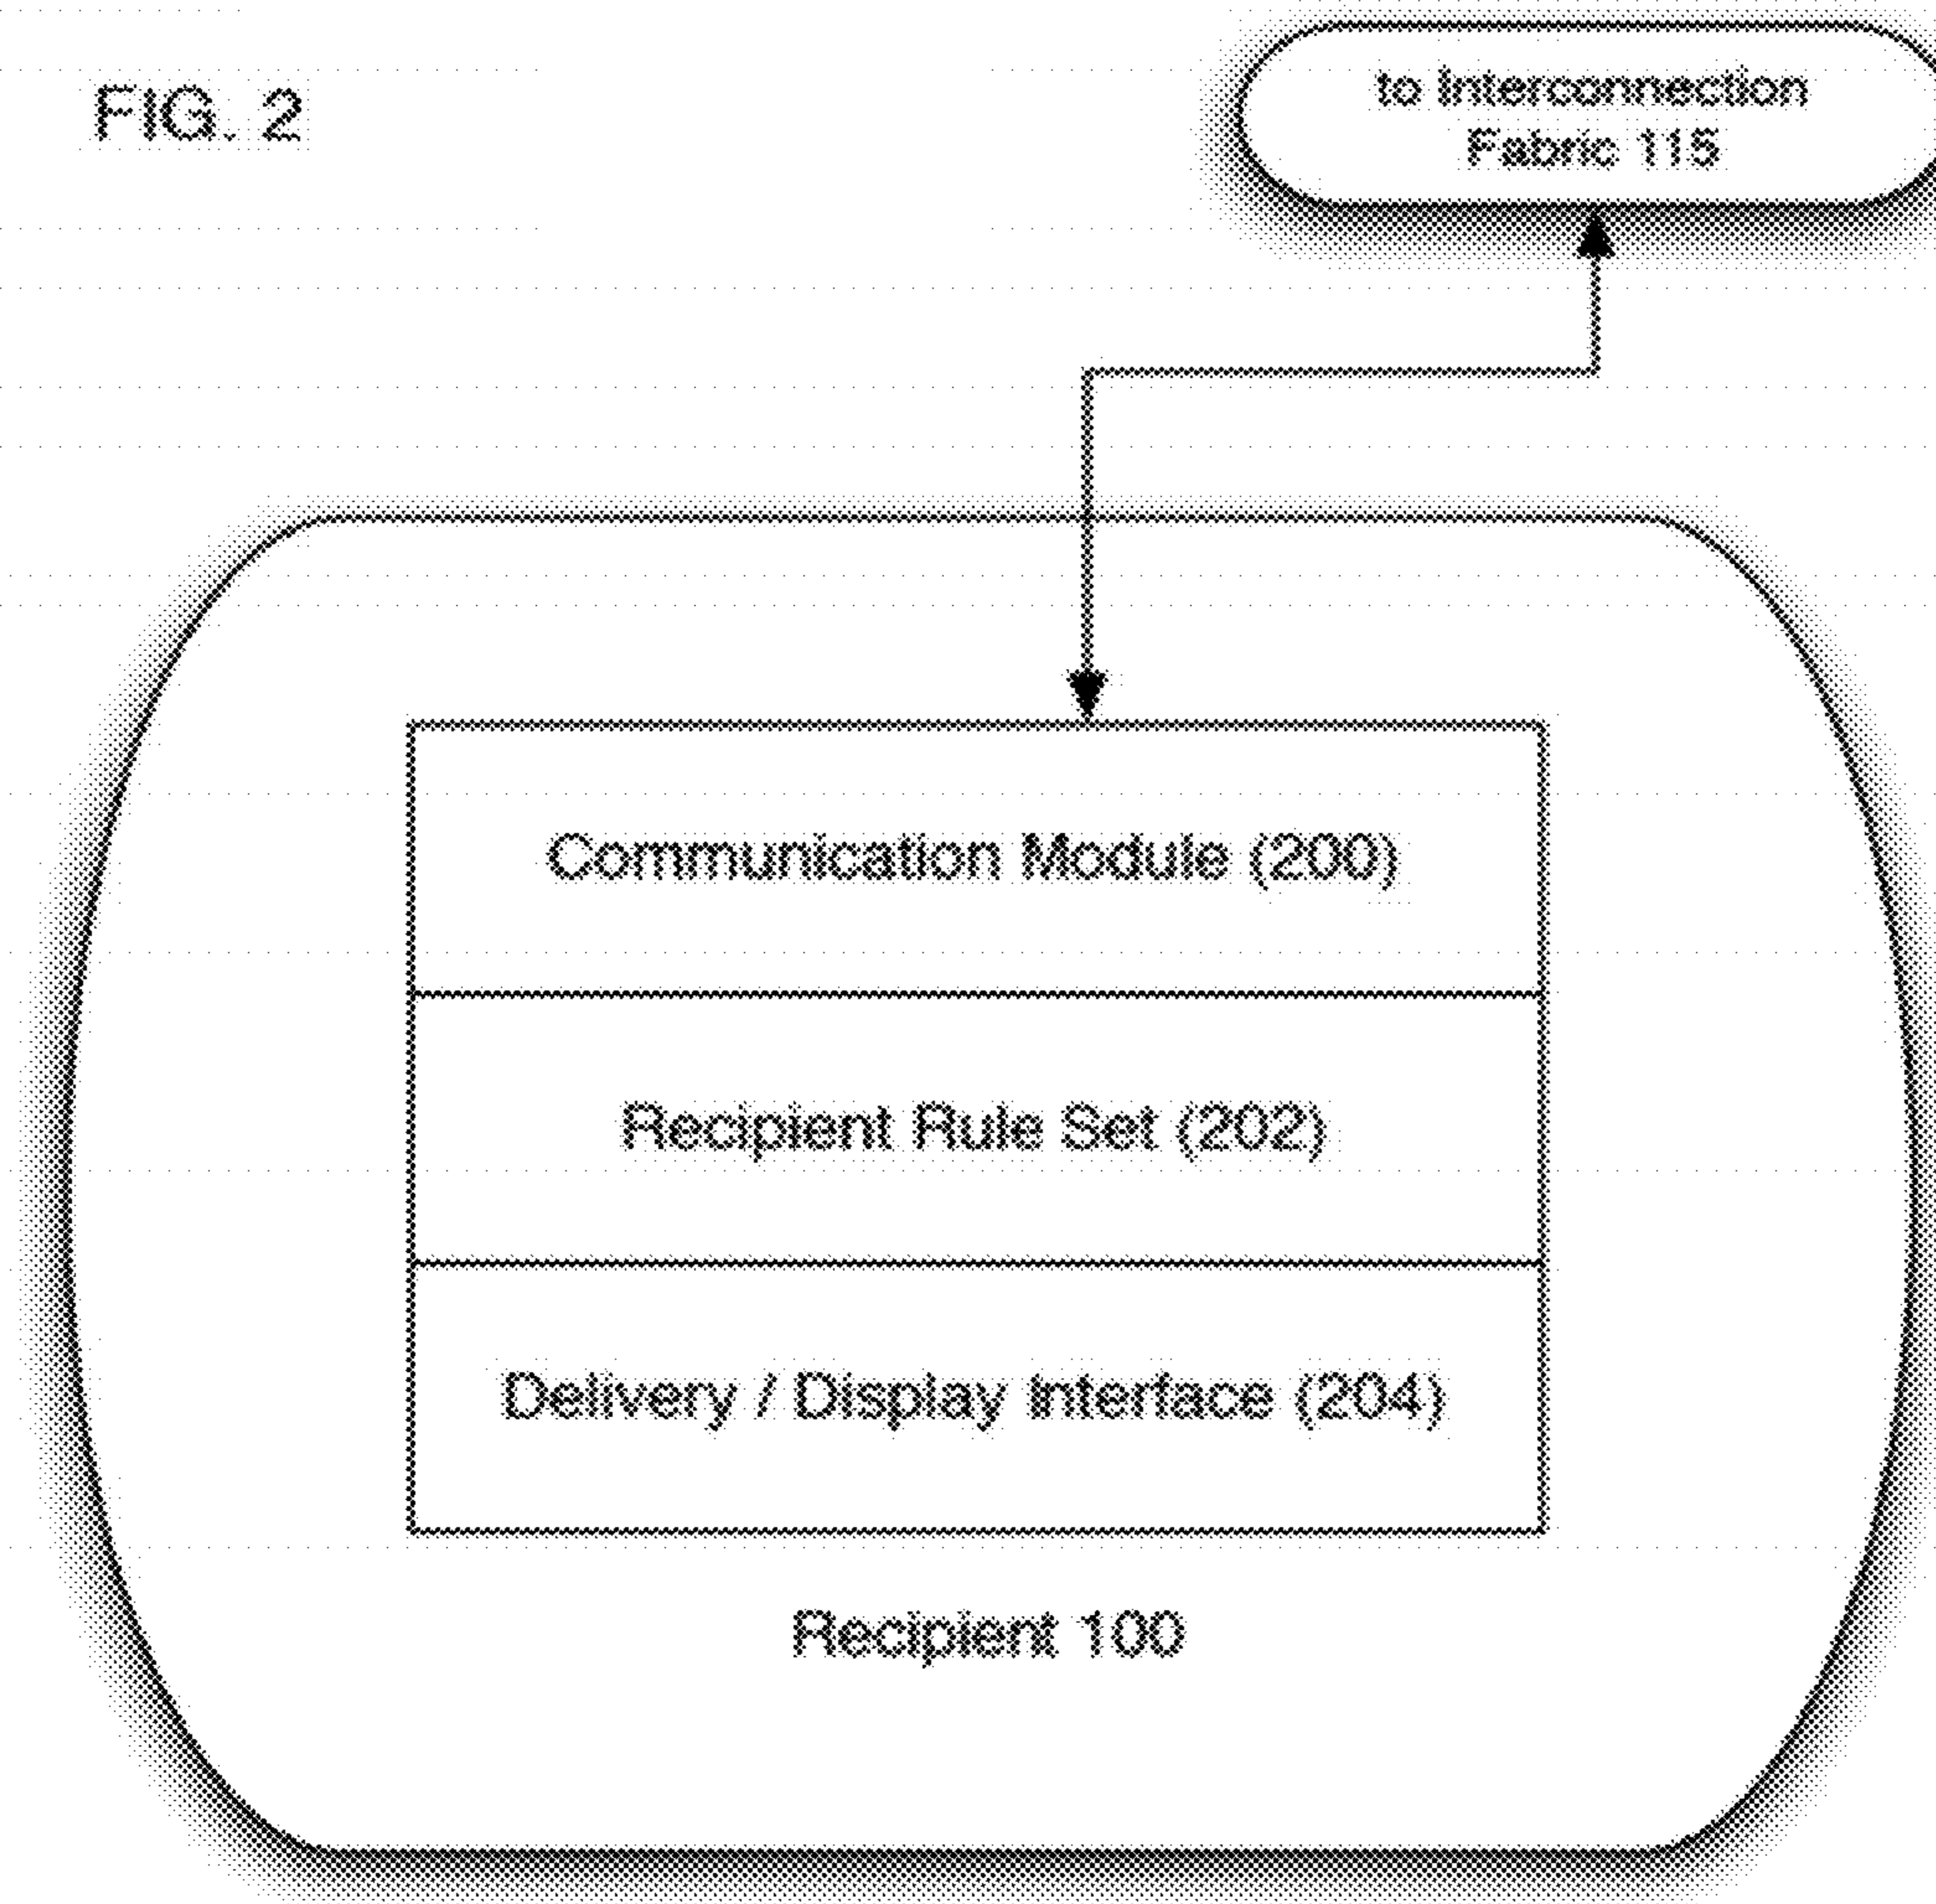 FIG. 2
to Interconnection
Fabric 115
Communication Module (200)
Recipient Rule Set (202)
Delivery / Display Interface (204)
Recipient 100